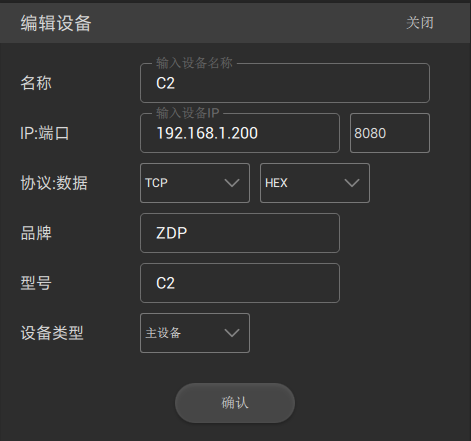 编辑设备 关闭
输入设备名称
名称 C2
输入设备IP
IP:端口 192.168.1.200 8080
协议:数据 TCP HEX
品牌 ZDP
型号 C2
设备类型 主设备
确认